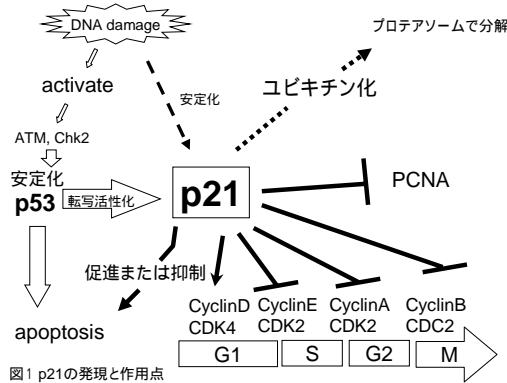 DNA damage
プロテアソームで分解
activate
ユビキチン化
安定化
ATM, Chk2
安定化
p53
転写活性化
p21
PCNA
促進または抑制
CyclinD CyclinE CyclinA CyclinB
CDK4 CDK2 CDK2 CDC2
apoptosis
G1 S G2 M
図1 p21の発現と作用点